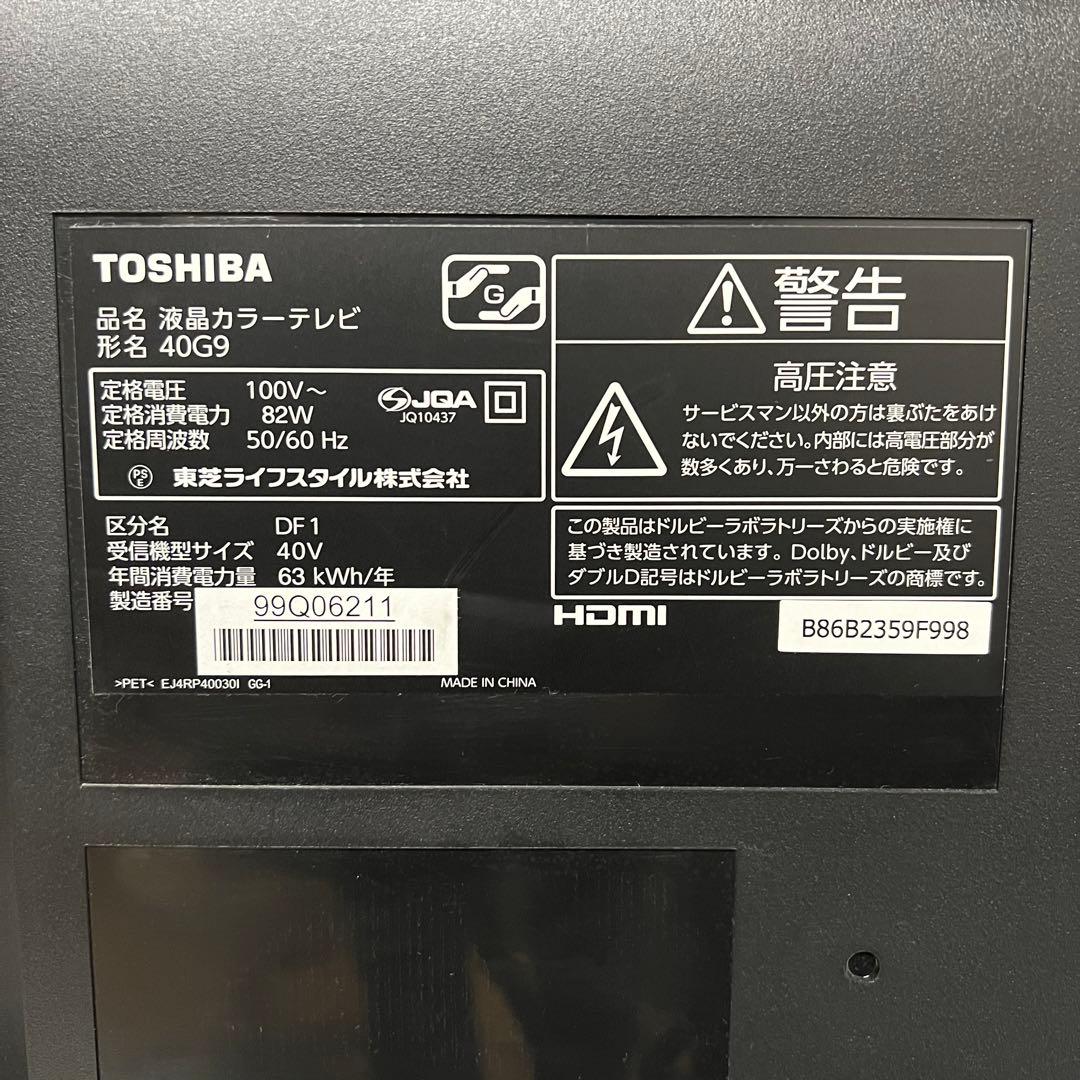 TOSHIBA
品名 液晶カラーテレビ
形名 40G9
G
定格電圧 100V～
定格消費電力 82W
定格周波数 50/60 Hz
JQA
JQ10437
PS
E
東芝ライフスタイル株式会社
区分名 DF1
受信機型サイズ 40V
年間消費電力量 63 kWh/年
製造番号 99Q06211
>PET< EJ4RP40030I GG-1
MADE IN CHINA
警告
高圧注意
サービスマン以外の方は裏ぶたをあけ
ないでください。内部には高電圧部分が
数多くあり、万一さわると危険です。
この製品はドルビーラボラトリーズからの実施権に
基づき製造されています。Dolby、ドルビー及び
ダブルD記号はドルビーラボラトリーズの商標です。
HDMI
B86B2359F998